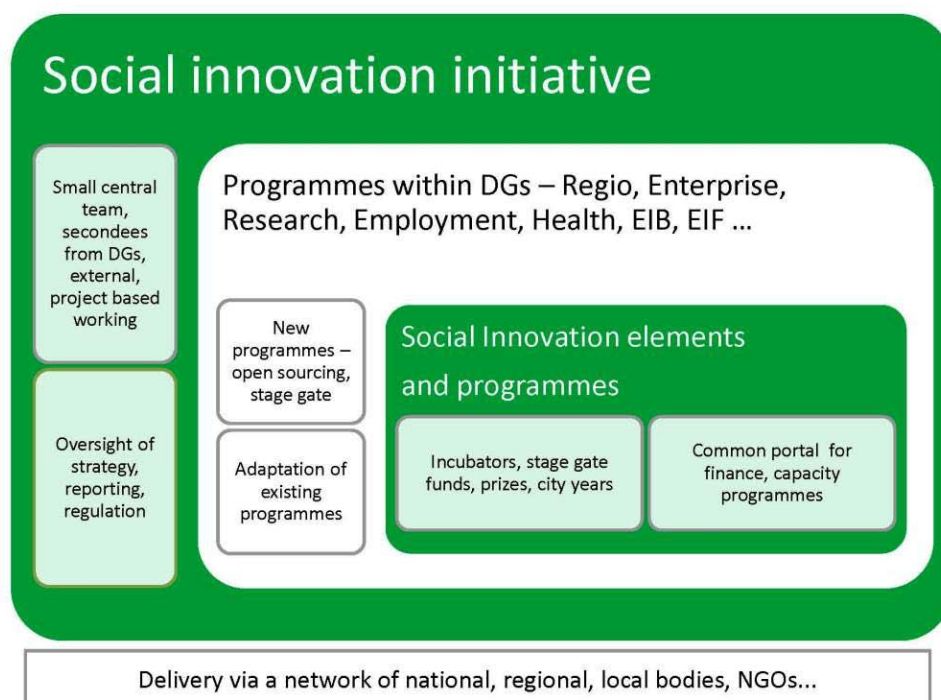 Social innovation initiative
Small central
team,
secondees
from DGs,
external,
project based
working
Oversight of
strategy,
reporting,
regulation
Programmes within DGs – Regio, Enterprise,
Research, Employment, Health, EIB, EIF ...
New
programmes –
open sourcing,
stage gate
Adaptation of
existing
programmes
Social Innovation elements
and programmes
Incubators, stage gate
funds, prizes, city years
Common portal for
finance, capacity
programmes
Delivery via a network of national, regional, local bodies, NGOs...